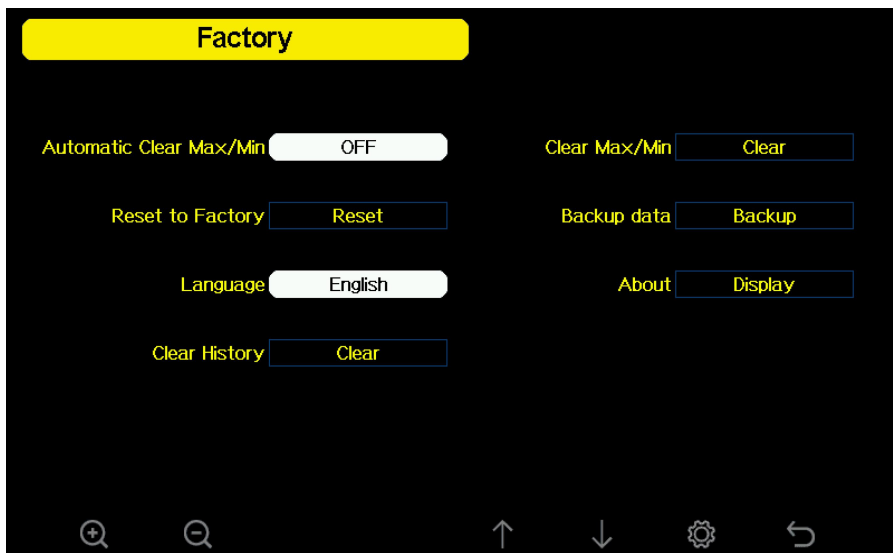 Factory
Automatic Clear Max/Min OFF Clear Max/Min Clear
Reset to Factory Reset Backup data Backup
Language English About Display
Clear History Clear